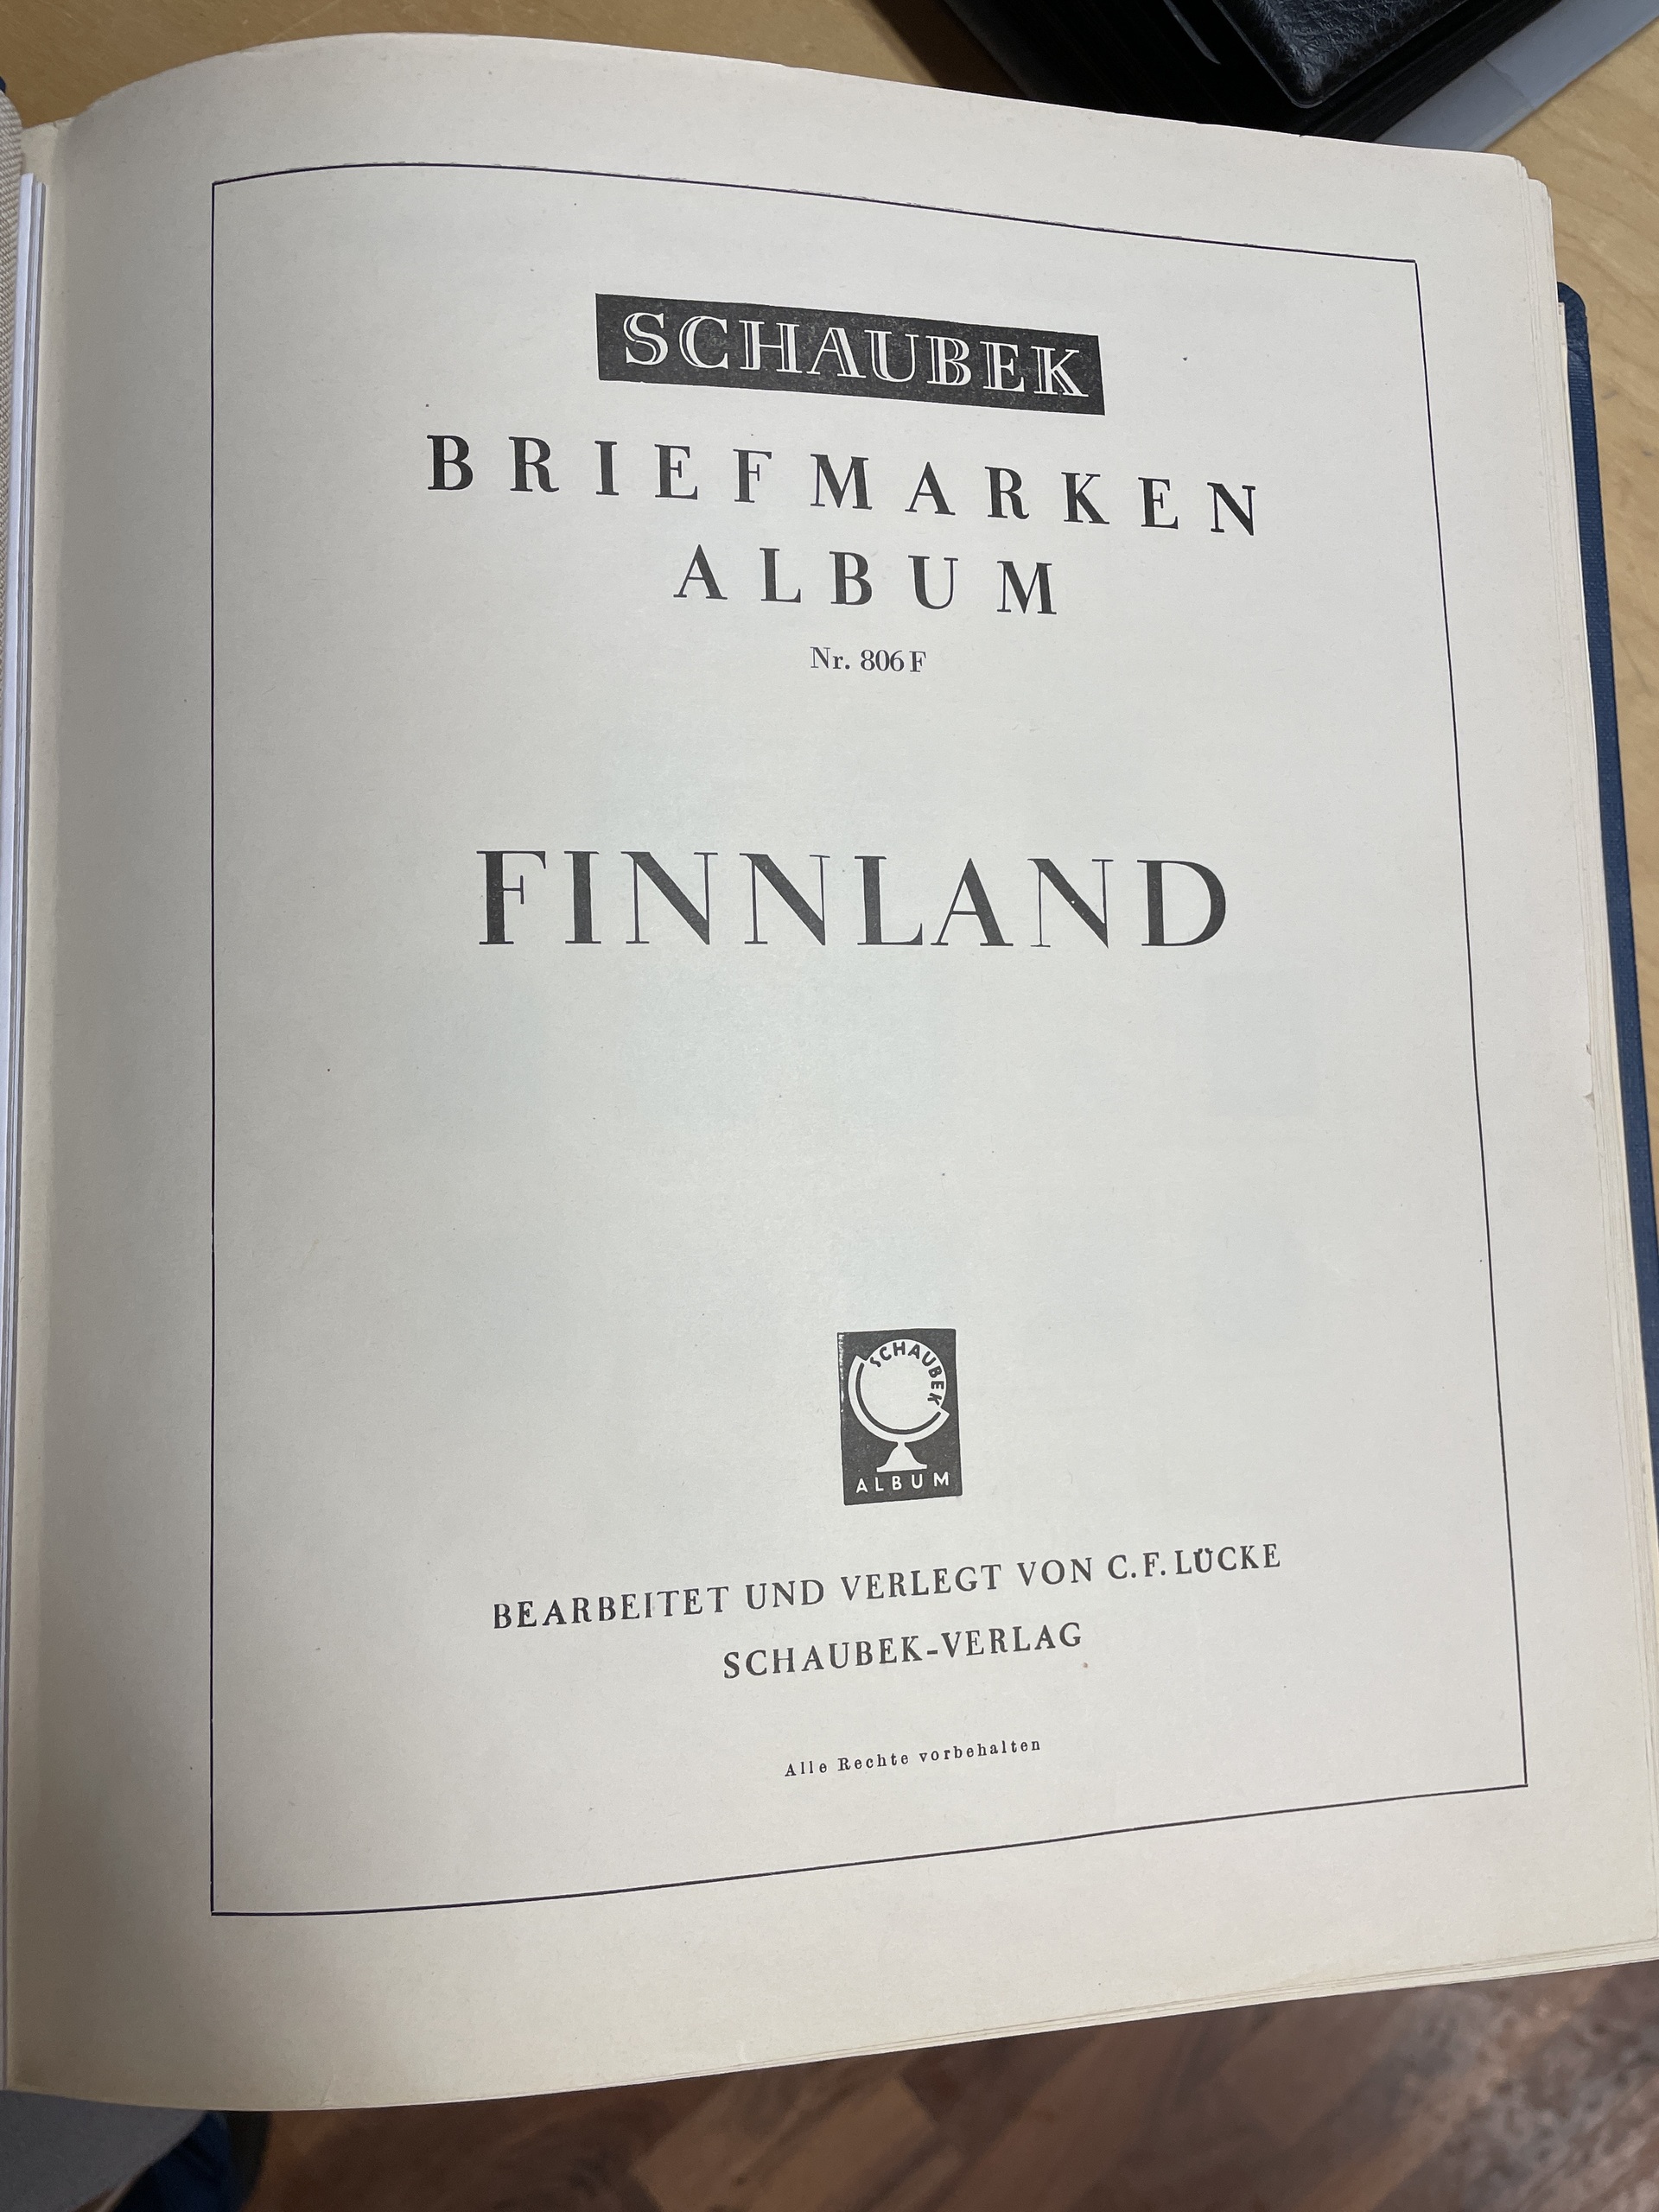 SCHAUBEK
BRIEFMARKEN
ALBUM
Nr. 806 F
FINNLAND
SCHAUBEK
ALBUM
BEARBEITET UND VERLEGT VON C. F. LÜCKE
SCHAUBEK-VERLAG
Alle Rechte vorbehalten